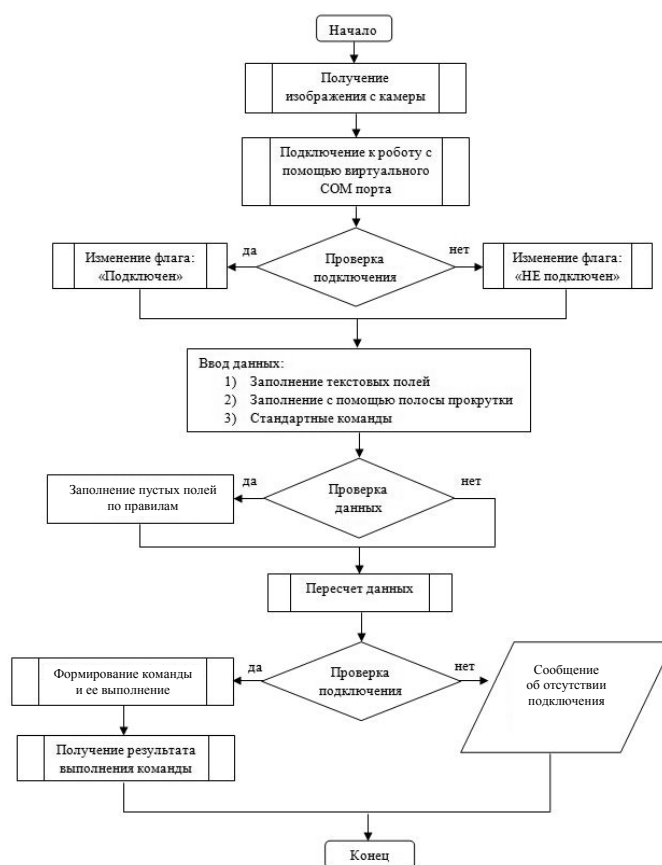 Начало
Получение
изображения с камеры
Подключение к роботу с
помощью виртуального
COM порта
да
нет
Изменение флага:
«Подключен»
Проверка
подключения
Изменение флага:
«НЕ подключен»
Ввод данных:
1) Заполнение текстовых полей
2) Заполнение с помощью полосы прокрутки
3) Стандартные команды
да
нет
Заполнение пустых полей
по правилам
Проверка
данных
Пересчет данных
да
нет
Формирование команды
и ее выполнение
Проверка
подключения
Сообщение
об отсутствии
подключения
Получение результата
выполнения команды
Конец